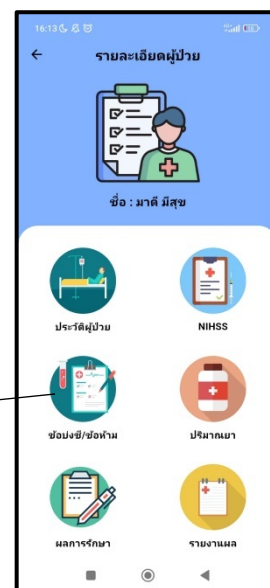 16:13
รายละเอียดผู้ป่วย
ชื่อ : มาดี มีสุข
ประวัติผู้ป่วย
NIHSS
ข้อบ่งชี้/ข้อห้าม
ปริมาณยา
ผลการรักษา
รายงานผล